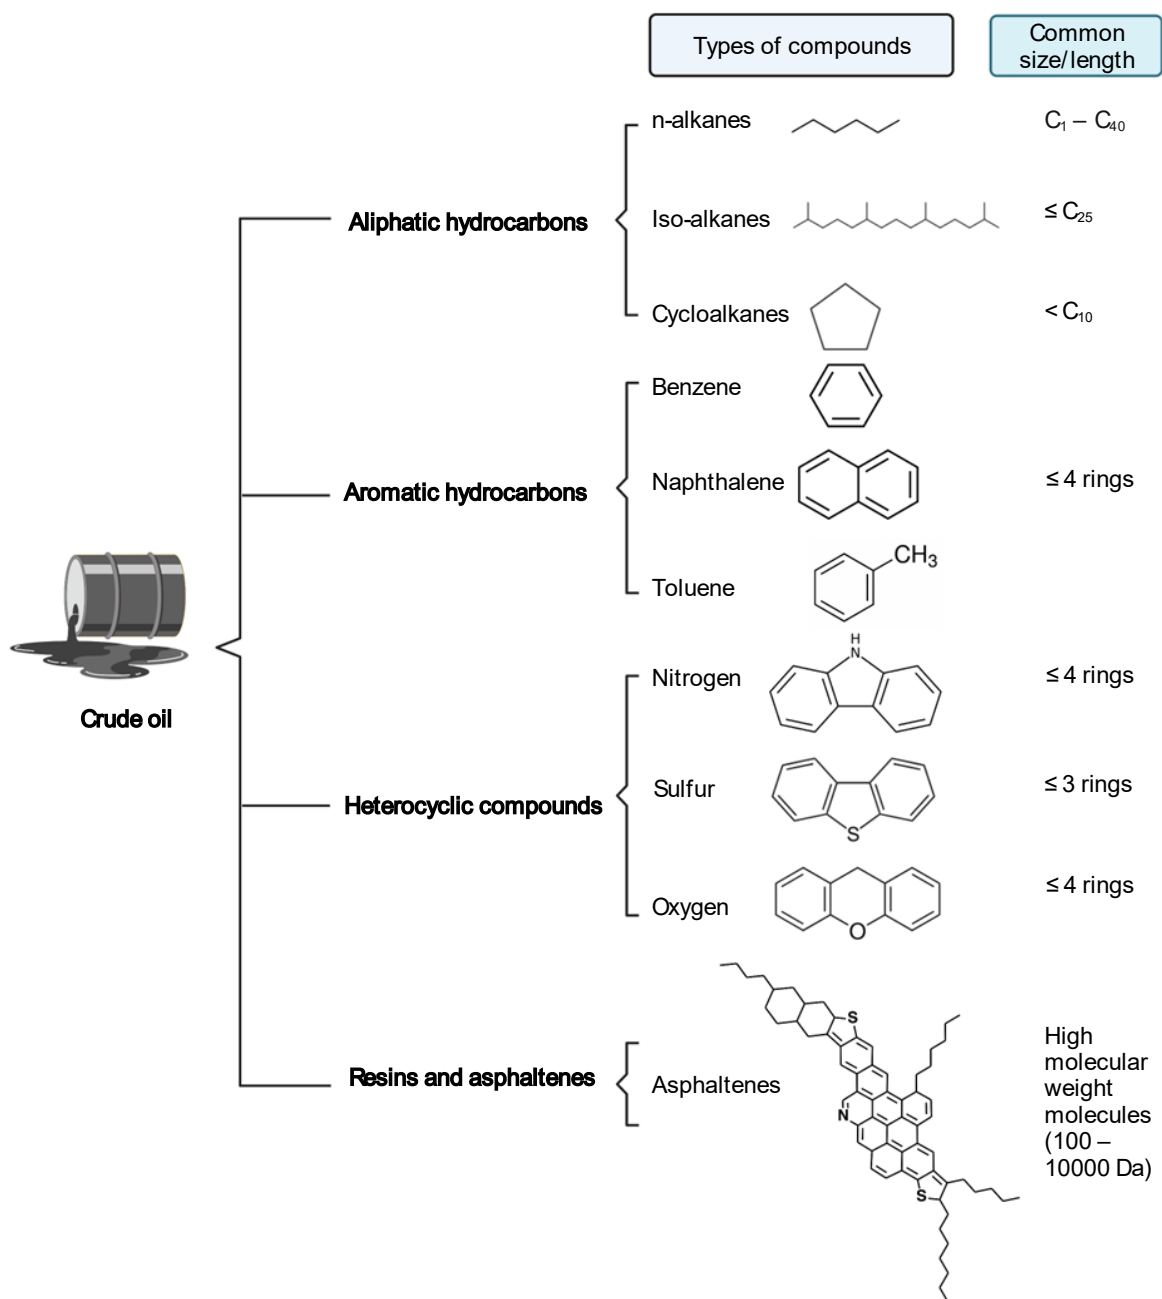 Types of compounds
Common
size/length
n-alkanes
C₁ – C₄₀
Aliphatic hydrocarbons
Iso-alkanes
≤ C₂₅
Cycloalkanes
< C₁₀
Benzene
Aromatic hydrocarbons
Naphthalene
≤ 4 rings
Toluene
CH₃
Crude oil
Nitrogen
H
N
≤ 4 rings
Heterocyclic compounds
Sulfur
S
≤ 3 rings
Oxygen
O
≤ 4 rings
Resins and asphaltenes
Asphaltenes
S
N
S
High
molecular
weight
molecules
(100 –
10000 Da)